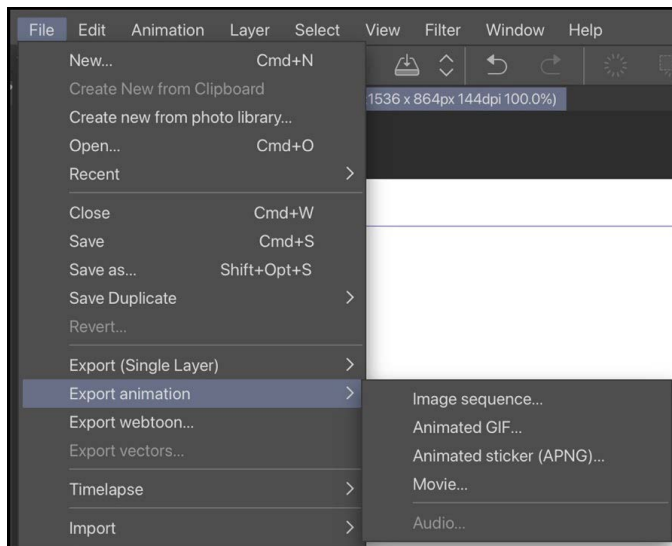 File Edit Animation Layer Select View Filter Window Help
New... Cmd+N
Create New from Clipboard
Create new from photo library...
Open... Cmd+O
Recent
Close Cmd+W
Save Cmd+S
Save as... Shift+Opt+S
Save Duplicate
Revert...
Export (Single Layer)
Export animation
Export webtoon...
Export vectors...
Timelapse
Import
1536 x 864px 144dpi 100.0%)
Image sequence...
Animated GIF...
Animated sticker (APNG)...
Movie...
Audio...